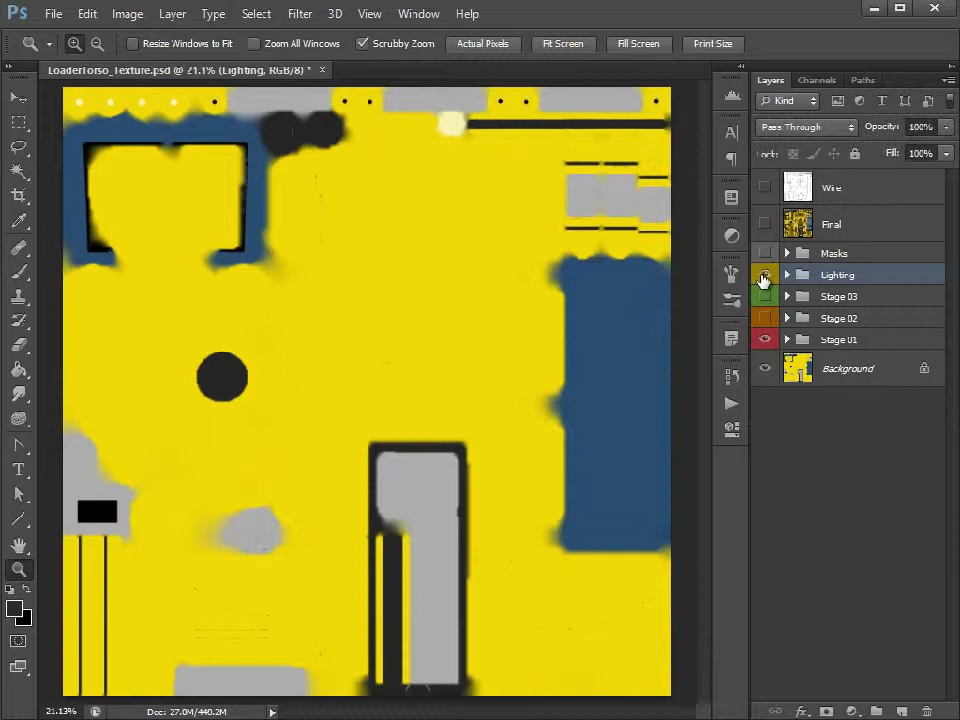 Ps File Edit Image Layer Type Select Filter 3D View Window Help
Resize Windows to Fit Zoom All Windows Scrubby Zoom Actual Pixels Fit Screen Fill Screen Print Size
LoaderTorso_Texture.psd @ 21.1% (Lighting, RGB/8) * ×
Layers Channels Paths
Kind
Pass Through Opacity: 100%
Lock: Fill: 100%
Wire
Final
Masks
Lighting
Stage 03
Stage 02
Stage 01
Background
21.13% Doc: 27.0M/440.2M